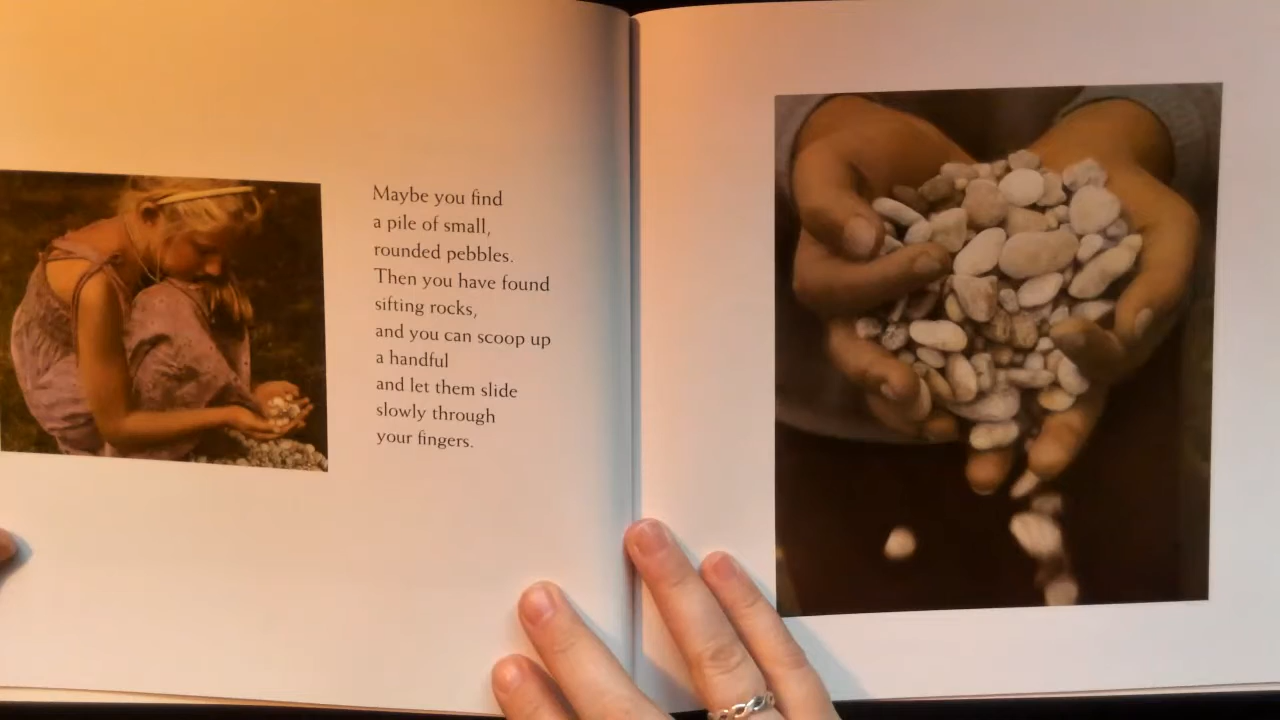 Maybe you find
a pile of small,
rounded pebbles.
Then you have found
sifting rocks,
and you can scoop up
a handful
and let them slide
slowly through
your fingers.